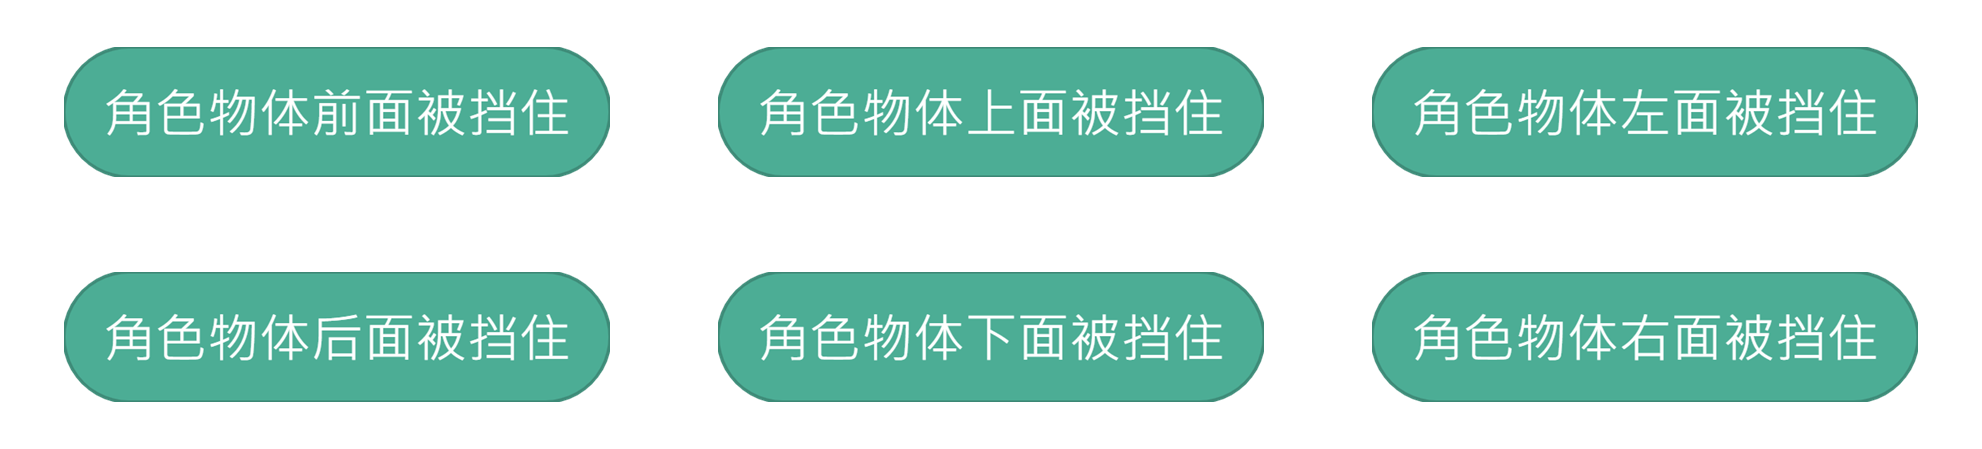 角色物体前面被挡住
角色物体上面被挡住
角色物体左面被挡住
角色物体后面被挡住
角色物体下面被挡住
角色物体右面被挡住